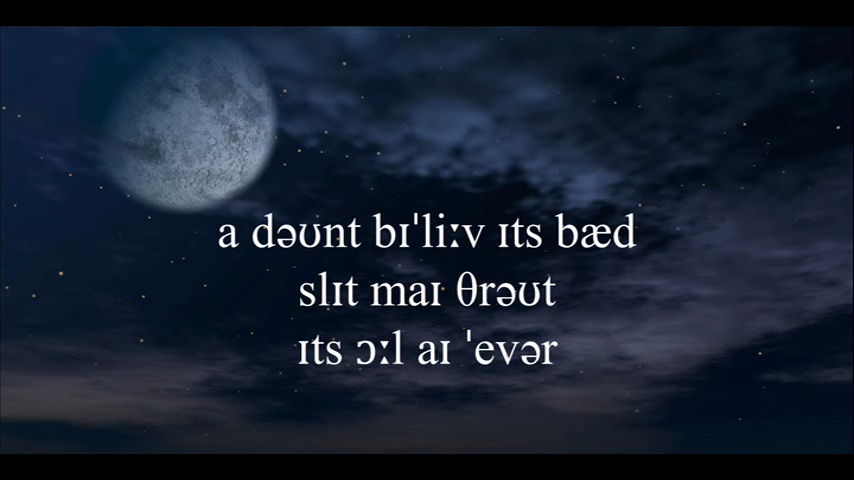 a dəʊnt bɪˈliːv ɪts bæd
slɪt maɪ θrəʊt
ɪts ɔːl aɪ ˈevər